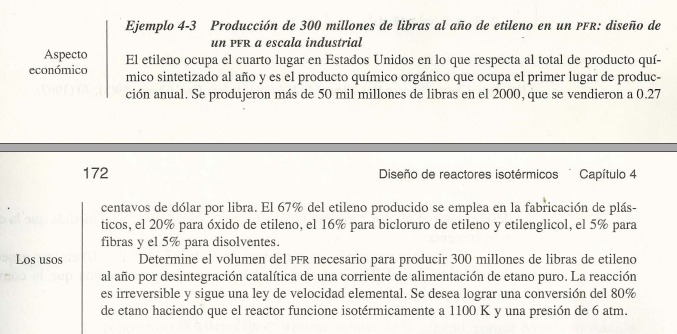 Ejemplo 4-3 Producción de 300 millones de libras al año de etileno en un PFR: diseño de
un PFR a escala industrial
Aspecto
económico
El etileno ocupa el cuarto lugar en Estados Unidos en lo que respecta al total de producto quí-
mico sintetizado al año y es el producto químico orgánico que ocupa el primer lugar de produc-
ción anual. Se produjeron más de 50 mil millones de libras en el 2000, que se vendieron a 0.27
172 Diseño de reactores isotérmicos Capítulo 4
centavos de dólar por libra. El 67% del etileno producido se emplea en la fabricación de plás-
ticos, el 20% para óxido de etileno, el 16% para bicloruro de etileno y etilenglicol, el 5% para
fibras y el 5% para disolventes.
Los usos
Determine el volumen del PFR necesario para producir 300 millones de libras de etileno
al año por desintegración catalítica de una corriente de alimentación de etano puro. La reacción
es irreversible y sigue una ley de velocidad elemental. Se desea lograr una conversión del 80%
de etano haciendo que el reactor funcione isotérmicamente a 1100 K y una presión de 6 atm.